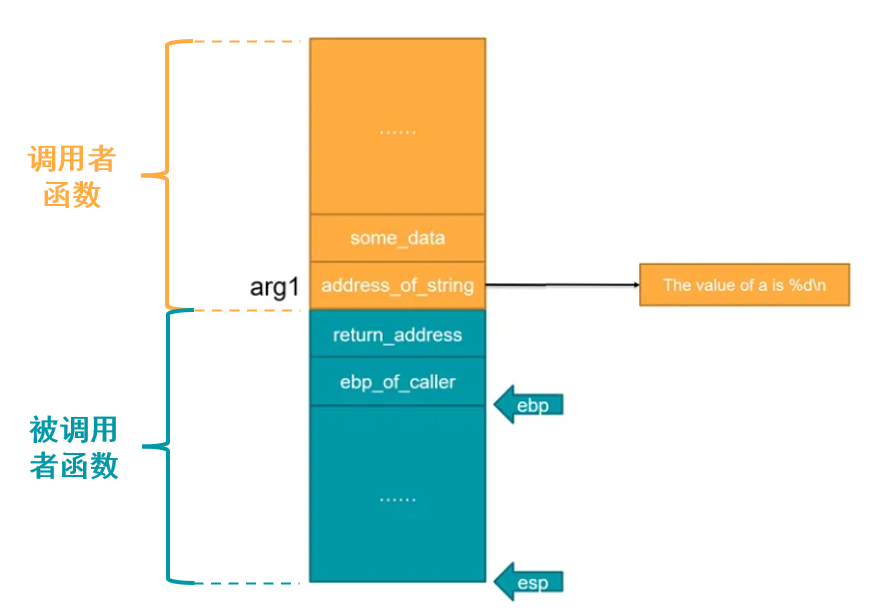 ……
调用者
函数
some_data
arg1
address_of_string
The value of a is %d\n
return_address
ebp_of_caller
ebp
被调用
者函数
……
esp